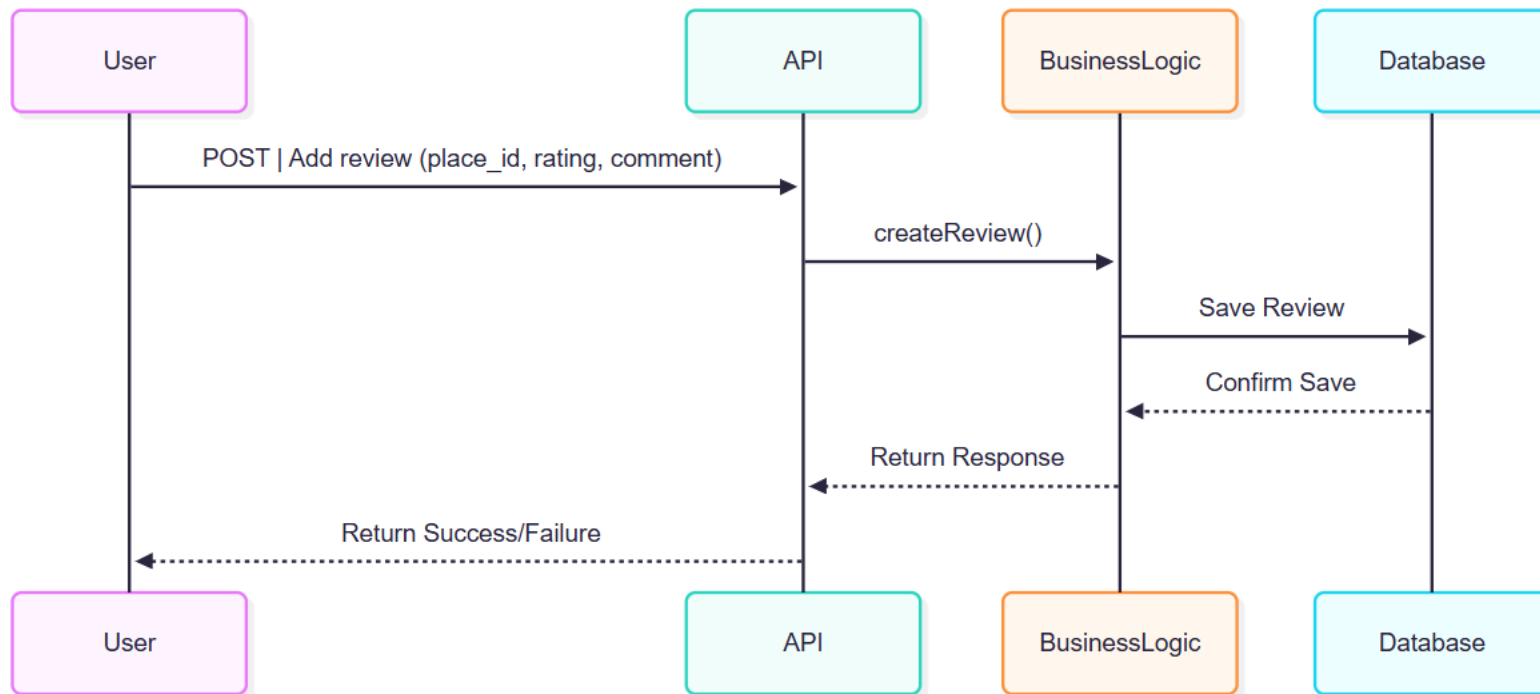 User
API
BusinessLogic
Database
POST | Add review (place_id, rating, comment)
createReview()
Save Review
Confirm Save
Return Response
Return Success/Failure
User
API
BusinessLogic
Database